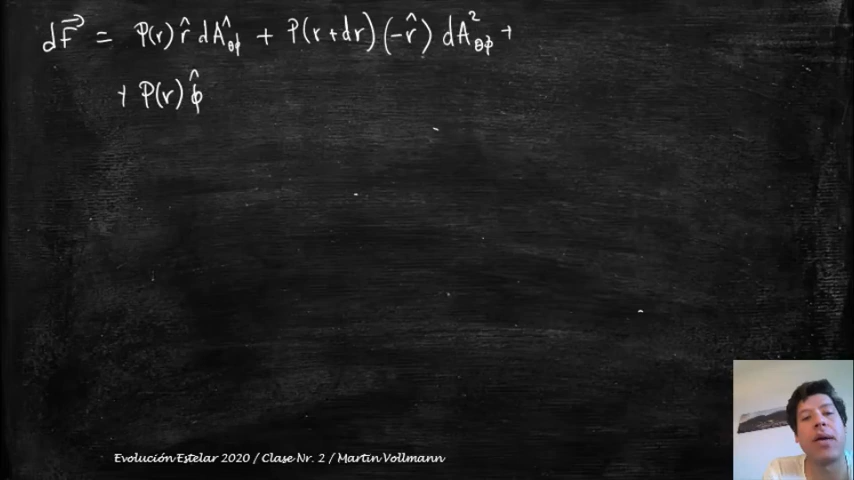 dF⃗ = P(r) r̂ dA¹θϕ + P(r+dr) (-r̂) dA²θϕ +
+ P(r) ϕ̂
Evolución Estelar 2020 / Clase Nr. 2 / Martin Vollmann